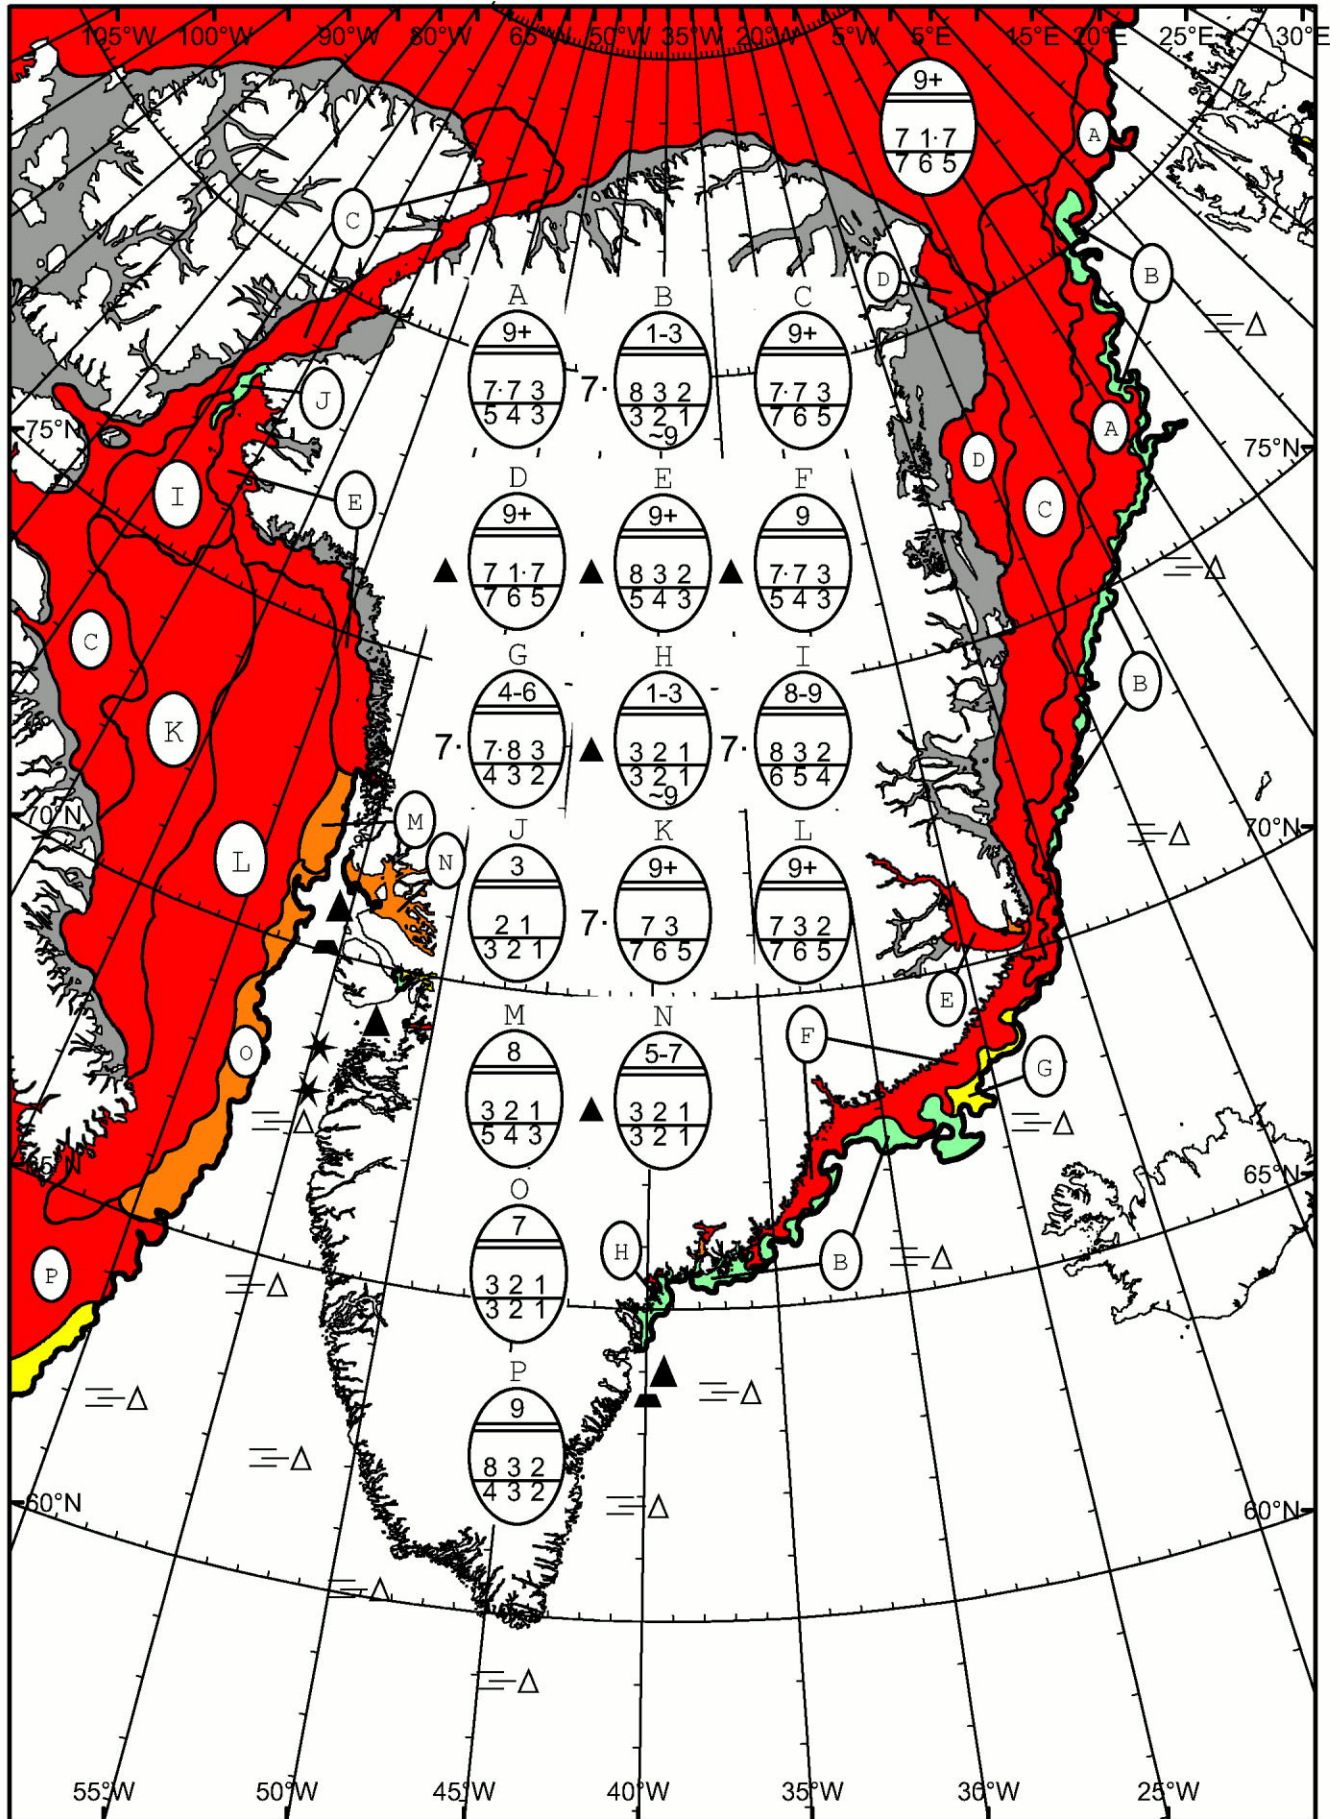 105°W 100°W 90°W 80°W 65°W 50°W 35°W 20°W 5°W 5°E 15°E 20°E 25°E 30°E
9+
7 1·7
7 6 5
A
C
B
D
A B C
9+ 1-3 9+
7·7 3 7· 8 3 2 7·7 3
5 4 3 3 2 1 7 6 5
~9
J
75°N A 75°N
D
I E C
D E F
9+ 9+ 9
7 1·7 8 3 2 7·7 3
7 6 5 5 4 3 5 4 3
C
G H I B
4-6 1-3 8-9
K
7· 7·8 3 3 2 1 7· 8 3 2
4 3 2 3 2 1 6 5 4
~9
70°N M 70°N
L N
J K L
3 9+ 9+
2 1 7· 7 3 7 3 2
3 2 1 7 6 5 7 6 5
E
M N F
O 8 5-7 G
3 2 1 3 2 1
5 4 3 3 2 1
65°N 65°N
O
7
P H B
3 2 1
3 2 1
P
9
8 3 2
4 3 2
60°N 60°N
55°W 50°W 45°W 40°W 35°W 30°W 25°W